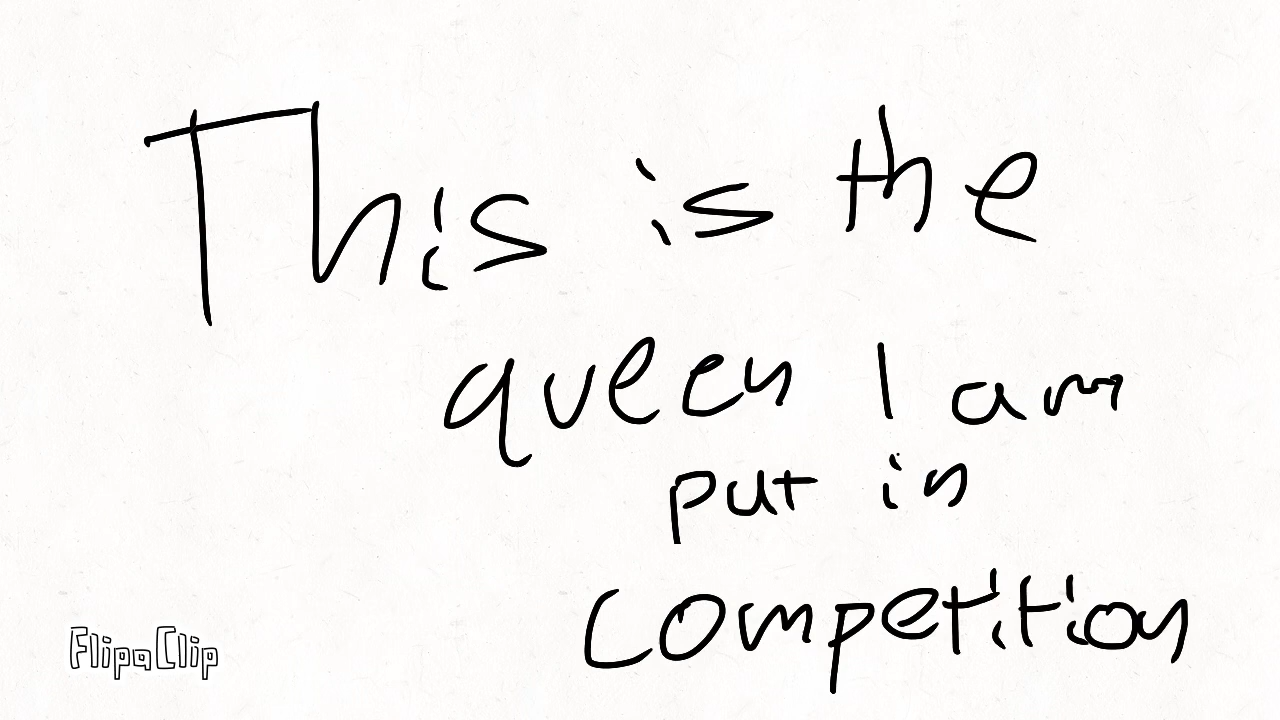 This is the
queen I am
put in
competition
FlipaClip